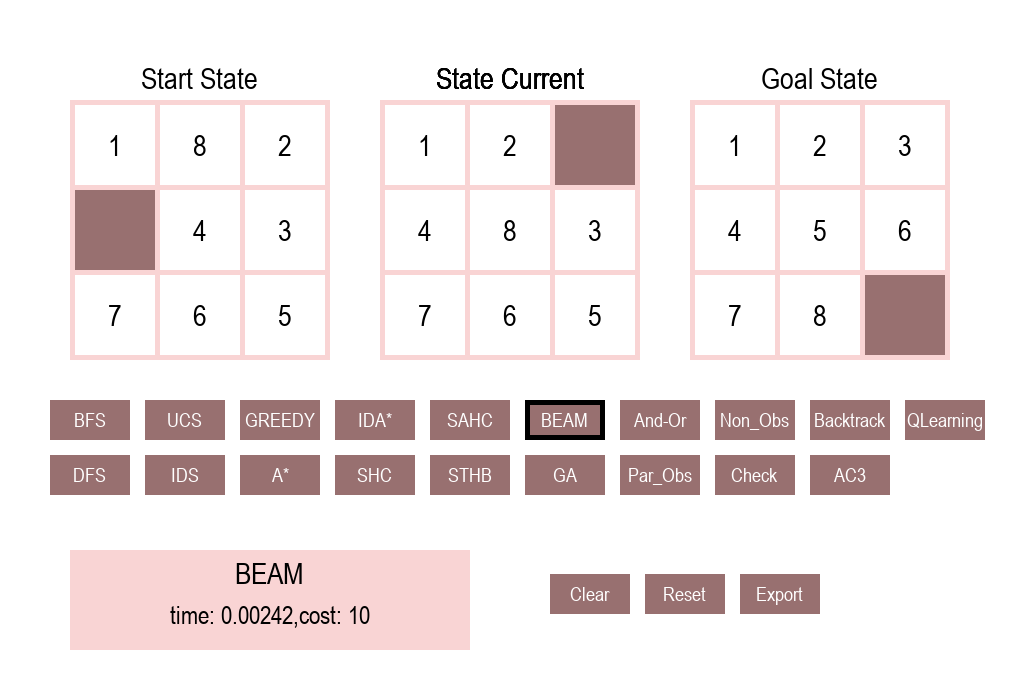 Start State State Current Goal State
1 8 2 1 2 1 2 3
4 3 4 8 3 4 5 6
7 6 5 7 6 5 7 8
BFS UCS GREEDY IDA* SAHC BEAM And-Or Non_Obs Backtrack QLearning
DFS IDS A* SHC STHB GA Par_Obs Check AC3
BEAM
time: 0.00242,cost: 10
Clear Reset Export